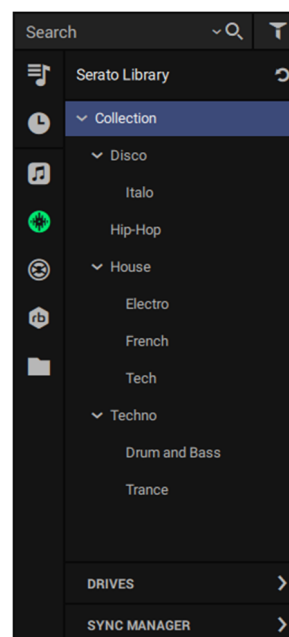 Search
Serato Library
Collection
Disco
Italo
Hip-Hop
House
Electro
French
Tech
Techno
Drum and Bass
Trance
rb
DRIVES
SYNC MANAGER